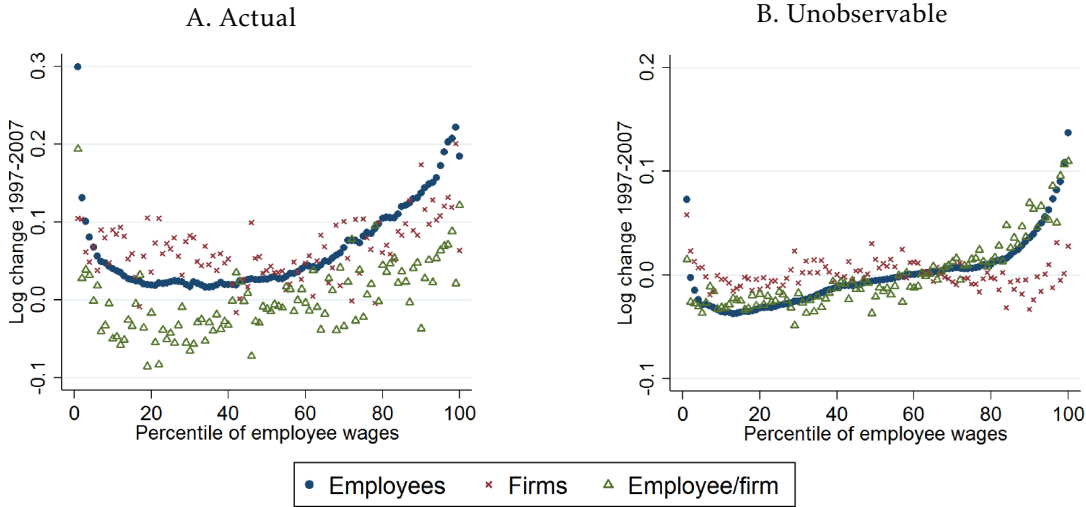 A. Actual
B. Unobservable
Log change 1997-2007
0.3
0.2
0.1
0.0
-0.1
0
20
40
60
80
100
Percentile of employee wages
Log change 1997-2007
0.2
0.1
0.0
-0.1
0
20
40
60
80
100
Percentile of employee wages
Employees
Firms
Employee/firm